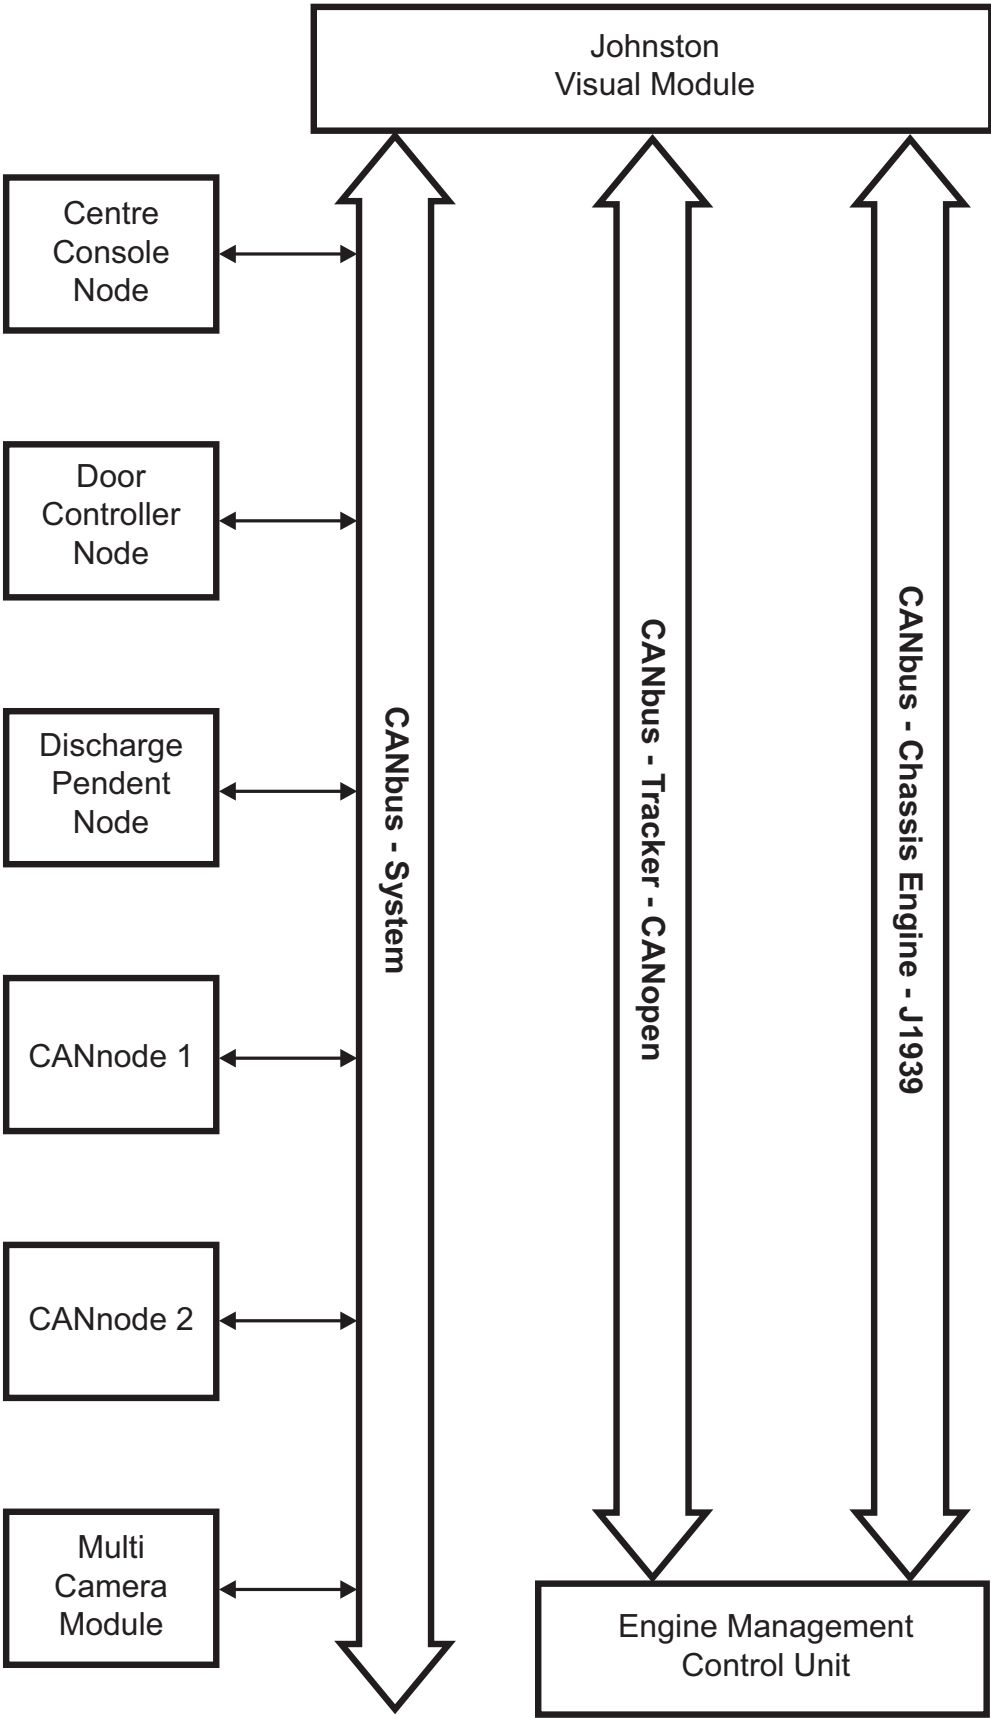 Johnston
Visual Module
Centre
Console
Node
Door
Controller
Node
Discharge
Pendent
Node
CANnode 1
CANnode 2
Multi
Camera
Module
CANbus - System
CANbus - Tracker - CANopen
CANbus - Chassis Engine - J1939
Engine Management
Control Unit